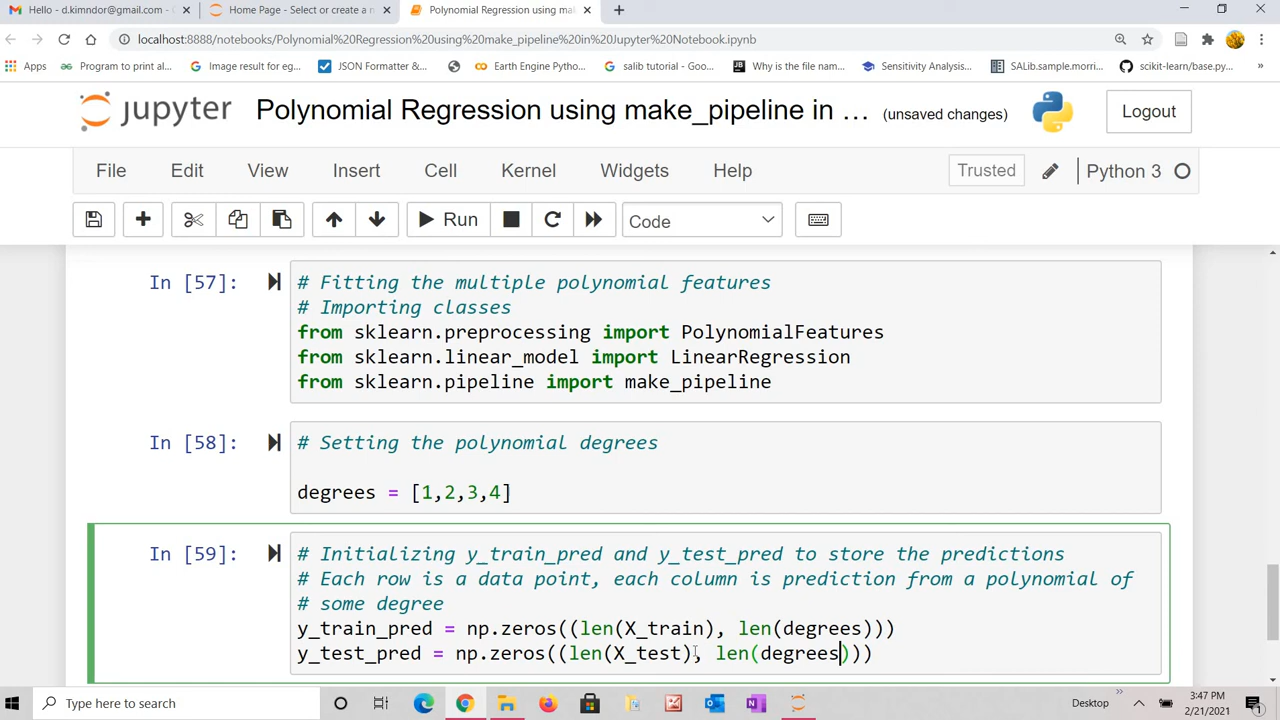 Hello - d.kimndor@gmail.com -
Home Page - Select or create a n
Polynomial Regression using mak
localhost:8888/notebooks/Polynomial%20Regression%20using%20make_pipeline%20in%20Jupyter%20Notebook.ipynb
Apps
Program to print al...
Image result for eg...
JSON Formatter &...
Earth Engine Pytho...
salib tutorial - Goo...
Why is the file nam...
Sensitivity Analysis...
SALib.sample.morri...
scikit-learn/base.py...
»
jupyter
Polynomial Regression using make_pipeline in ...
(unsaved changes)
Logout
File
Edit
View
Insert
Cell
Kernel
Widgets
Help
Trusted
Python 3
Run
Code
In [57]:
# Fitting the multiple polynomial features
# Importing classes
from sklearn.preprocessing import PolynomialFeatures
from sklearn.linear_model import LinearRegression
from sklearn.pipeline import make_pipeline
In [58]:
# Setting the polynomial degrees
degrees = [1,2,3,4]
In [59]:
# Initializing y_train_pred and y_test_pred to store the predictions
# Each row is a data point, each column is prediction from a polynomial of
# some degree
y_train_pred = np.zeros((len(X_train), len(degrees)))
y_test_pred = np.zeros((len(X_test), len(degrees)))
Type here to search
Desktop
»
3:47 PM
2/21/2021